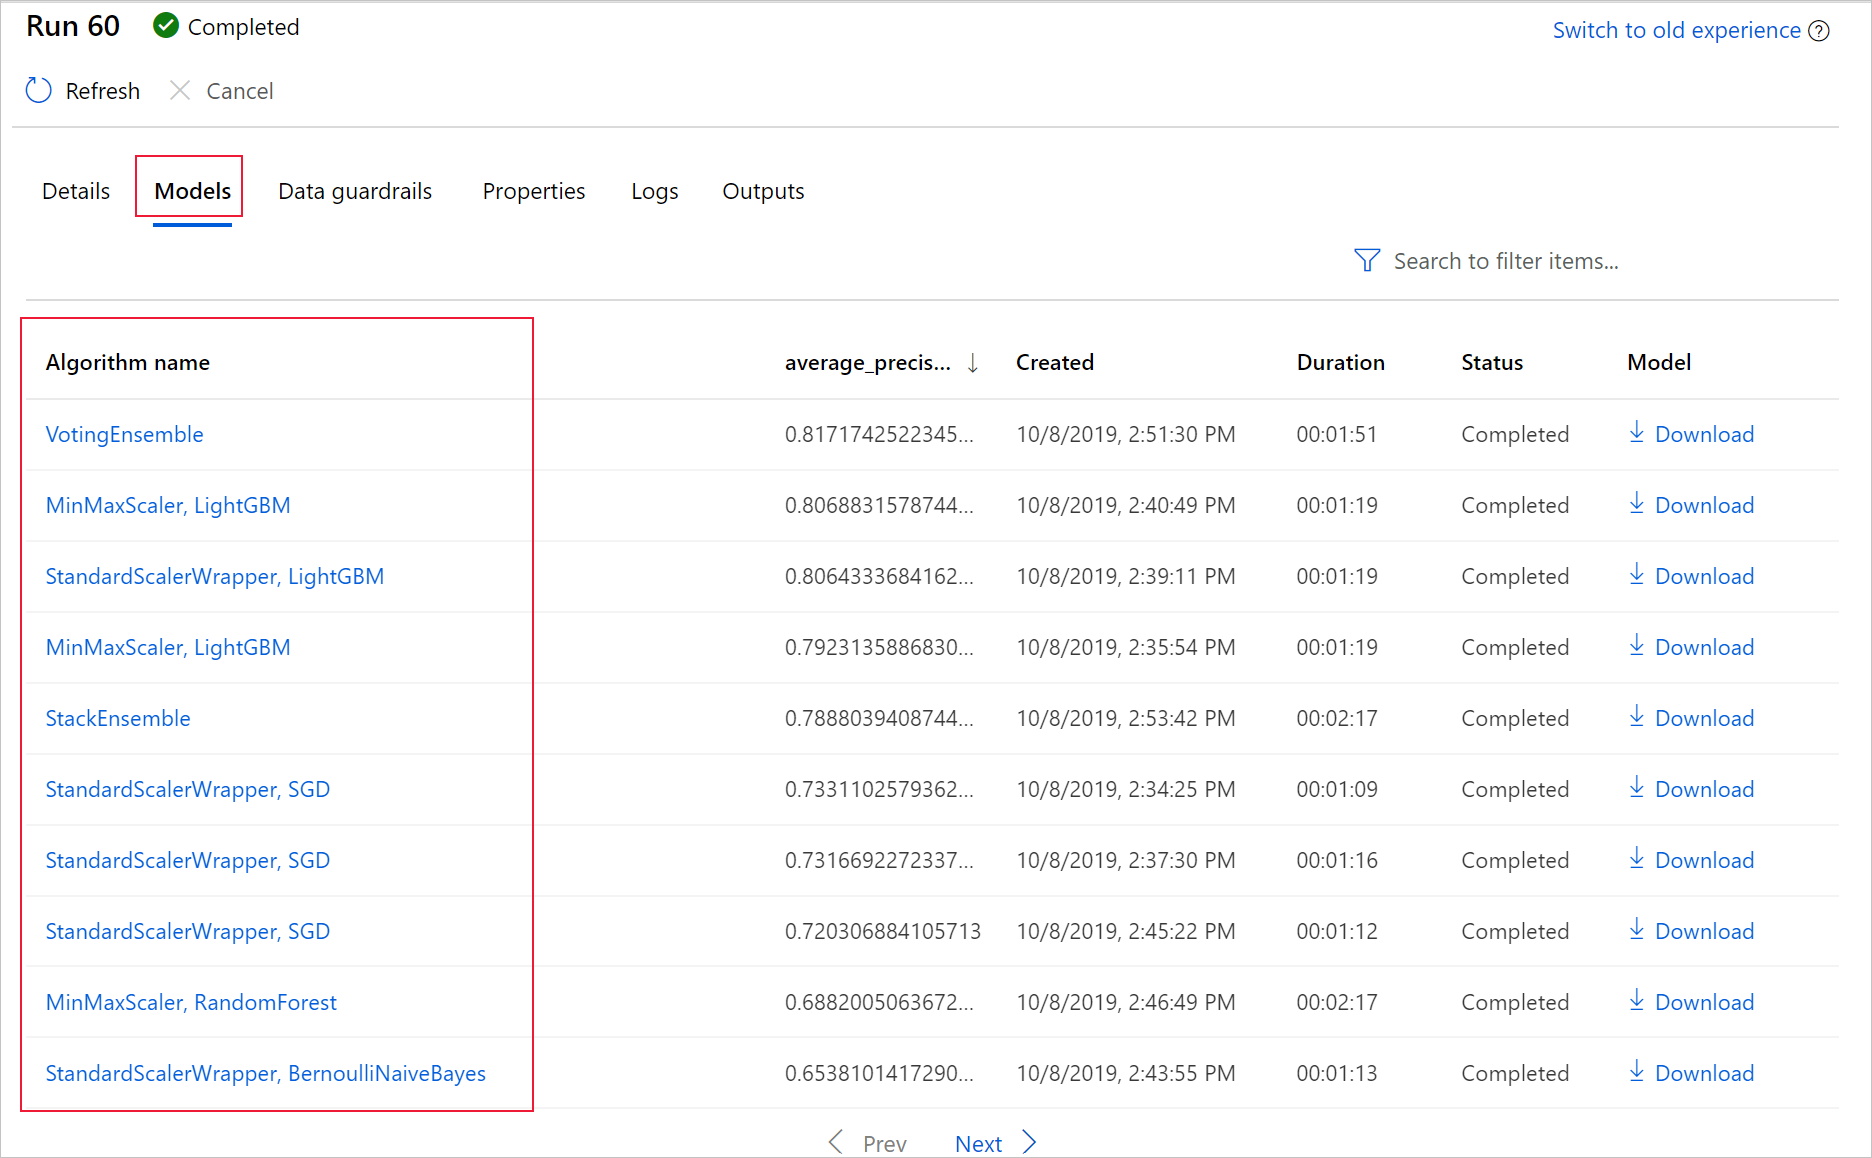 Run 60 Completed Switch to old experience ?
Refresh Cancel
Details Models Data guardrails Properties Logs Outputs
Search to filter items...
Algorithm name average_precis... ↓ Created Duration Status Model
VotingEnsemble 0.8171742522345... 10/8/2019, 2:51:30 PM 00:01:51 Completed Download
MinMaxScaler, LightGBM 0.8068831578744... 10/8/2019, 2:40:49 PM 00:01:19 Completed Download
StandardScalerWrapper, LightGBM 0.8064333684162... 10/8/2019, 2:39:11 PM 00:01:19 Completed Download
MinMaxScaler, LightGBM 0.7923135886830... 10/8/2019, 2:35:54 PM 00:01:19 Completed Download
StackEnsemble 0.7888039408744... 10/8/2019, 2:53:42 PM 00:02:17 Completed Download
StandardScalerWrapper, SGD 0.7331102579362... 10/8/2019, 2:34:25 PM 00:01:09 Completed Download
StandardScalerWrapper, SGD 0.7316692272337... 10/8/2019, 2:37:30 PM 00:01:16 Completed Download
StandardScalerWrapper, SGD 0.720306884105713 10/8/2019, 2:45:22 PM 00:01:12 Completed Download
MinMaxScaler, RandomForest 0.6882005063672... 10/8/2019, 2:46:49 PM 00:02:17 Completed Download
StandardScalerWrapper, BernoulliNaiveBayes 0.6538101417290... 10/8/2019, 2:43:55 PM 00:01:13 Completed Download
Prev Next